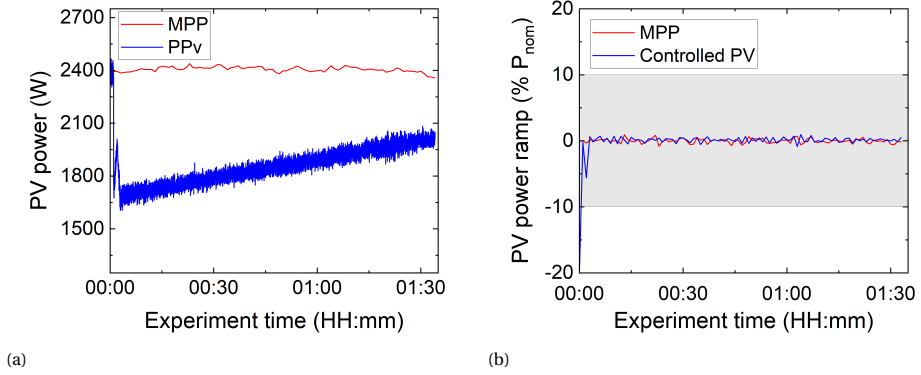 2700
2400
2100
1800
1500
PV power (W)
MPP
PPv
00:00
00:30
01:00
01:30
Experiment time (HH:mm)
(a)
20
10
0
-10
-20
PV power ramp (% Pnom)
MPP
Controlled PV
00:00
00:30
01:00
01:30
Experiment time (HH:mm)
(b)